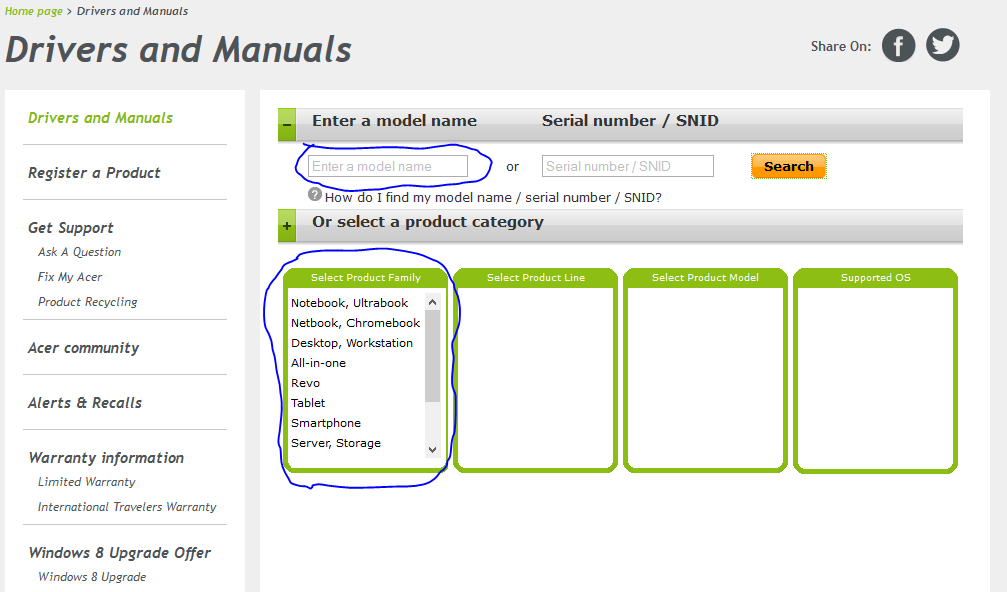 Home page > Drivers and Manuals
Drivers and Manuals
Share On:
Drivers and Manuals
Register a Product
Get Support
Ask A Question
Fix My Acer
Product Recycling
Acer community
Alerts & Recalls
Warranty information
Limited Warranty
International Travelers Warranty
Windows 8 Upgrade Offer
Windows 8 Upgrade
Enter a model name Serial number / SNID
Enter a model name or Serial number / SNID Search
? How do I find my model name / serial number / SNID?
Or select a product category
Select Product Family
Notebook, Ultrabook
Netbook, Chromebook
Desktop, Workstation
All-in-one
Revo
Tablet
Smartphone
Server, Storage
Select Product Line
Select Product Model
Supported OS